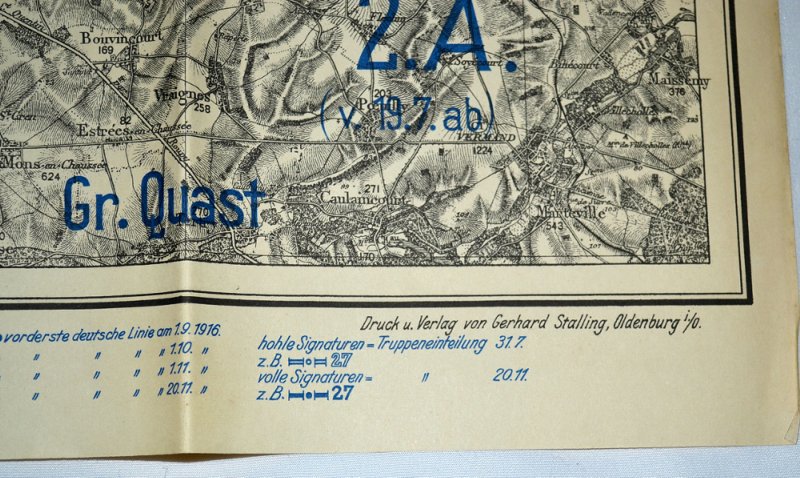 Bouvincourt
169
Fleung
2.A.
203
Soyécourt
Bihécourt
Maissemy
376
Vraignes
258
Poeuilly
(v. 19.7. ab)
82
Estrées-en-Chaussée
VERMAND
1224
Mons-en-Chaussée
624
Gr. Quast
271
Caulaincourt
Marteville
543
170
vorderste deutsche Linie am 1.9. 1916.
" " " " 1.10. "
" " " " 1.11. "
" " " " 20.11. "
Druck u. Verlag von Gerhard Stalling, Oldenburg i/O.
hohle Signaturen = Truppeneinteilung 31.7.
z.B. I·I 27
volle Signaturen = " 20.11.
z.B. I·I 27